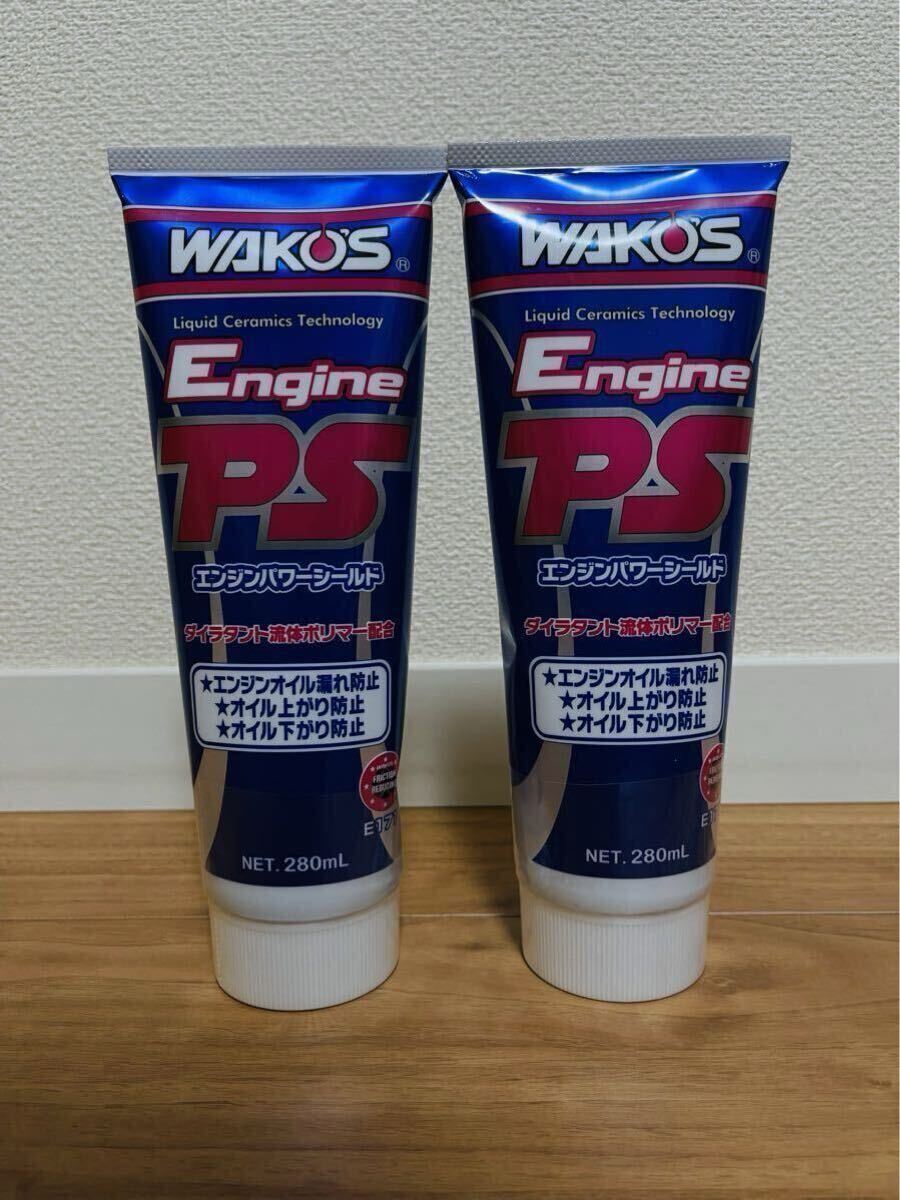 WAKO'S®
Liquid Ceramics Technology
Engine
PS
エンジンパワーシールド
ダイラタント流体ポリマー配合
★エンジンオイル漏れ防止
★オイル上がり防止
★オイル下がり防止
FRICTION
E171
NET. 280mL
WAKO'S®
Liquid Ceramics Technology
Engine
PS
エンジンパワーシールド
ダイラタント流体ポリマー配合
★エンジンオイル漏れ防止
★オイル上がり防止
★オイル下がり防止
NET. 280mL